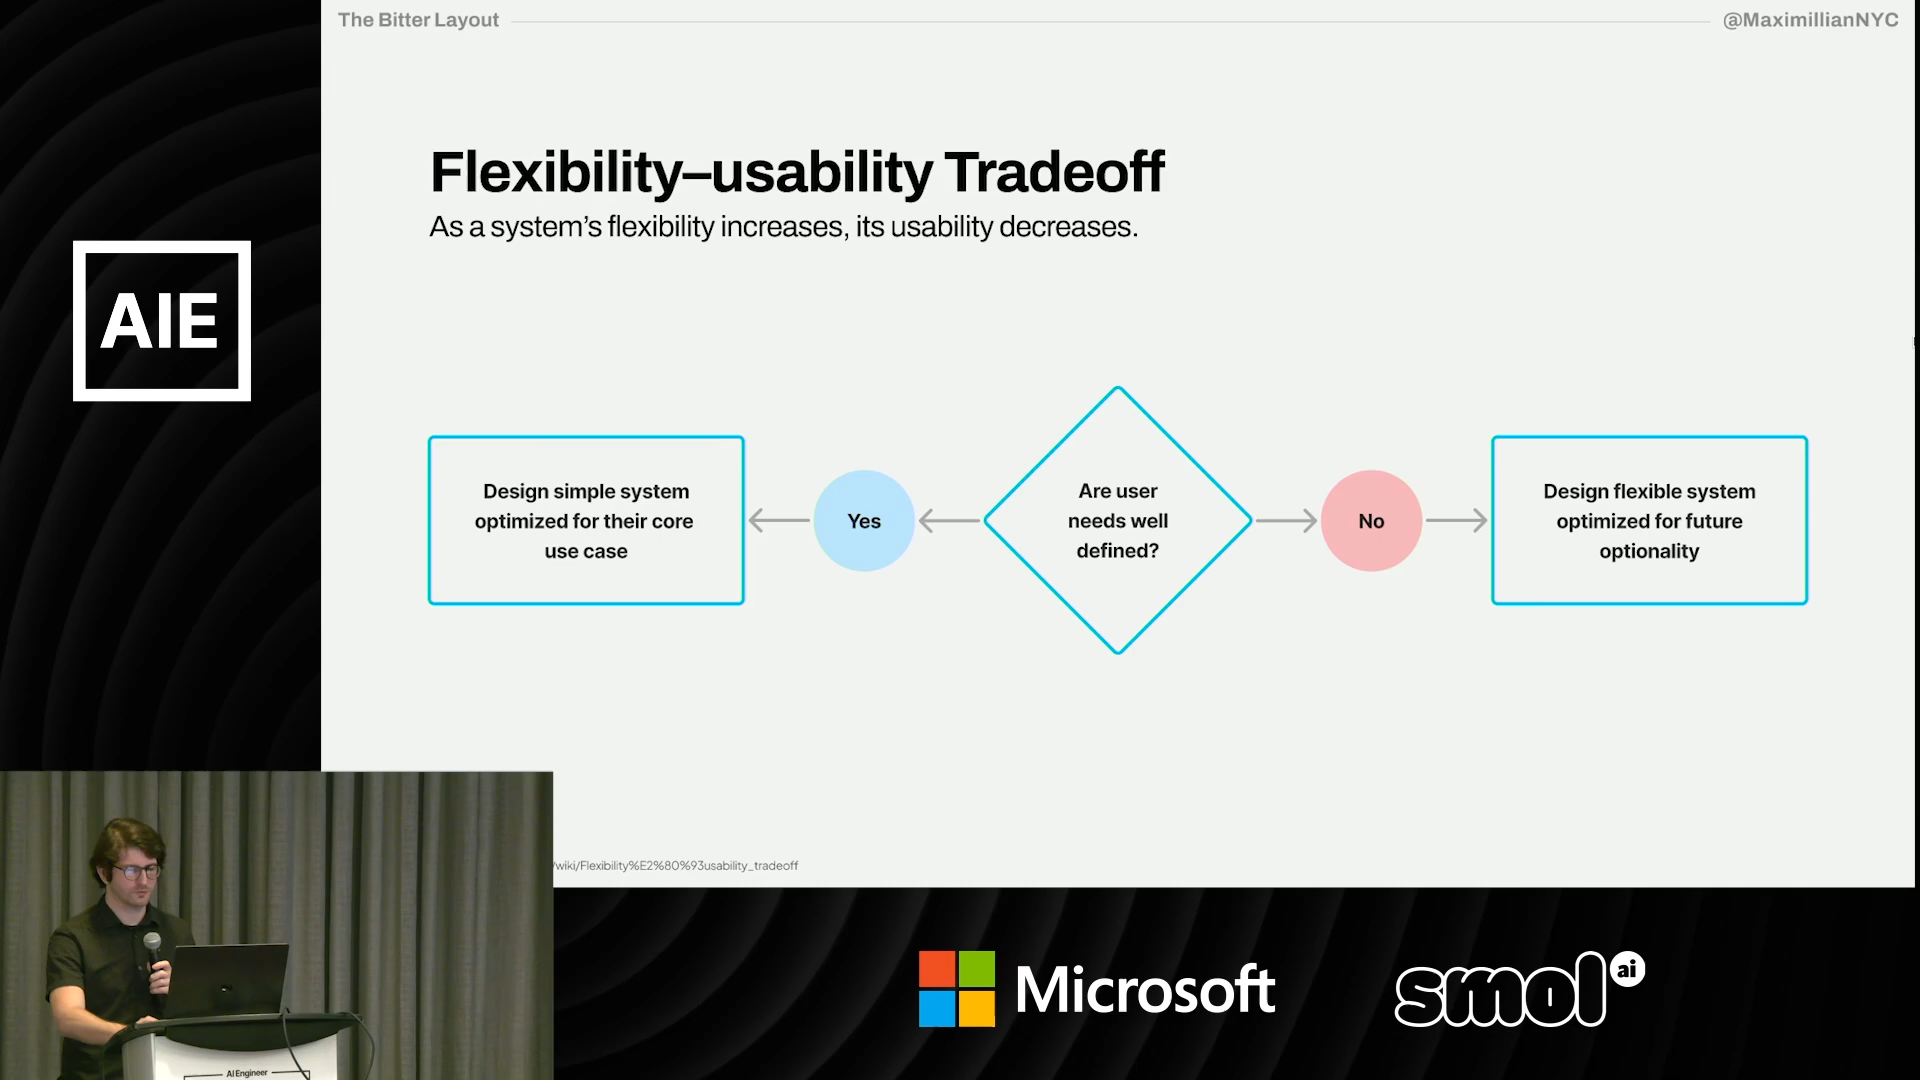 The Bitter Layout
@MaximillianNYC
Flexibility–usability Tradeoff
As a system's flexibility increases, its usability decreases.
AIE
Design simple system
optimized for their core
use case
Yes
Are user
needs well
defined?
No
Design flexible system
optimized for future
optionality
/wiki/Flexibility%E2%80%93usability_tradeoff
AI Engineer
Microsoft
smol
ai